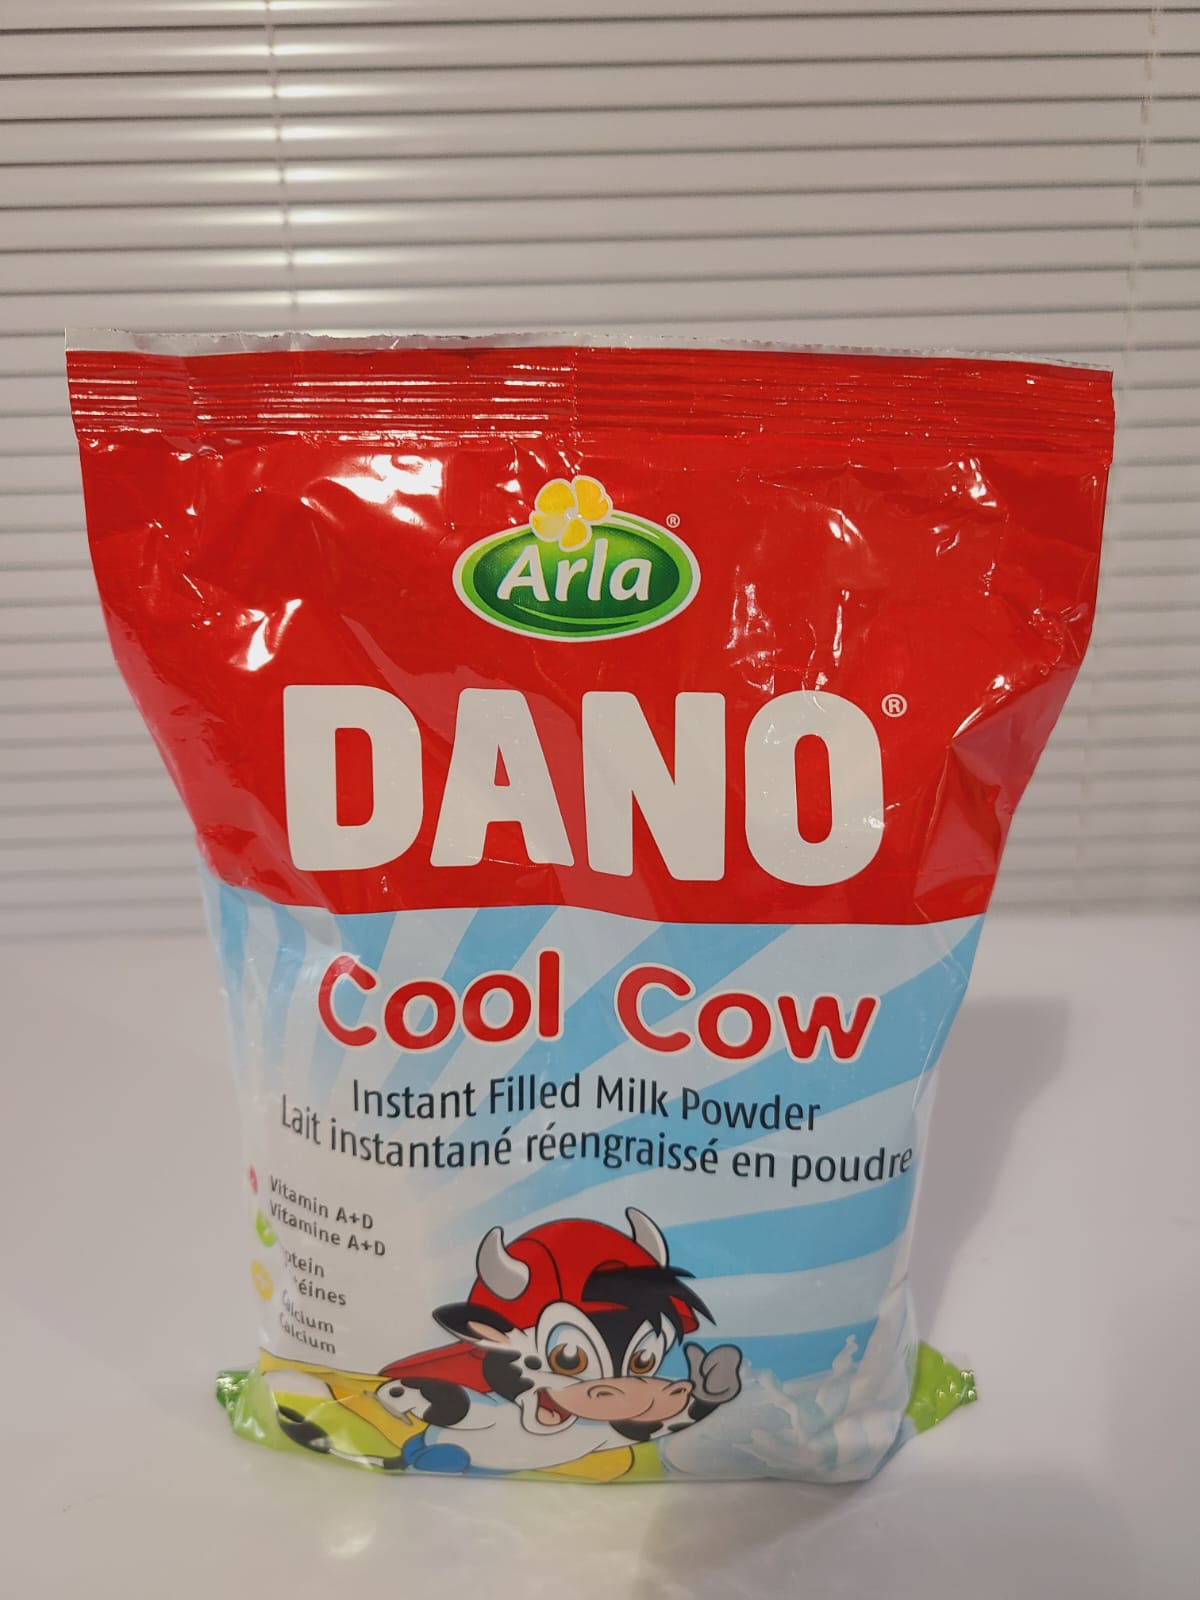 Arla®
DANO®
Cool Cow
Instant Filled Milk Powder
Lait instantané réengraissé en poudre
Vitamin A+D
Vitamine A+D
Calcium
Calcium